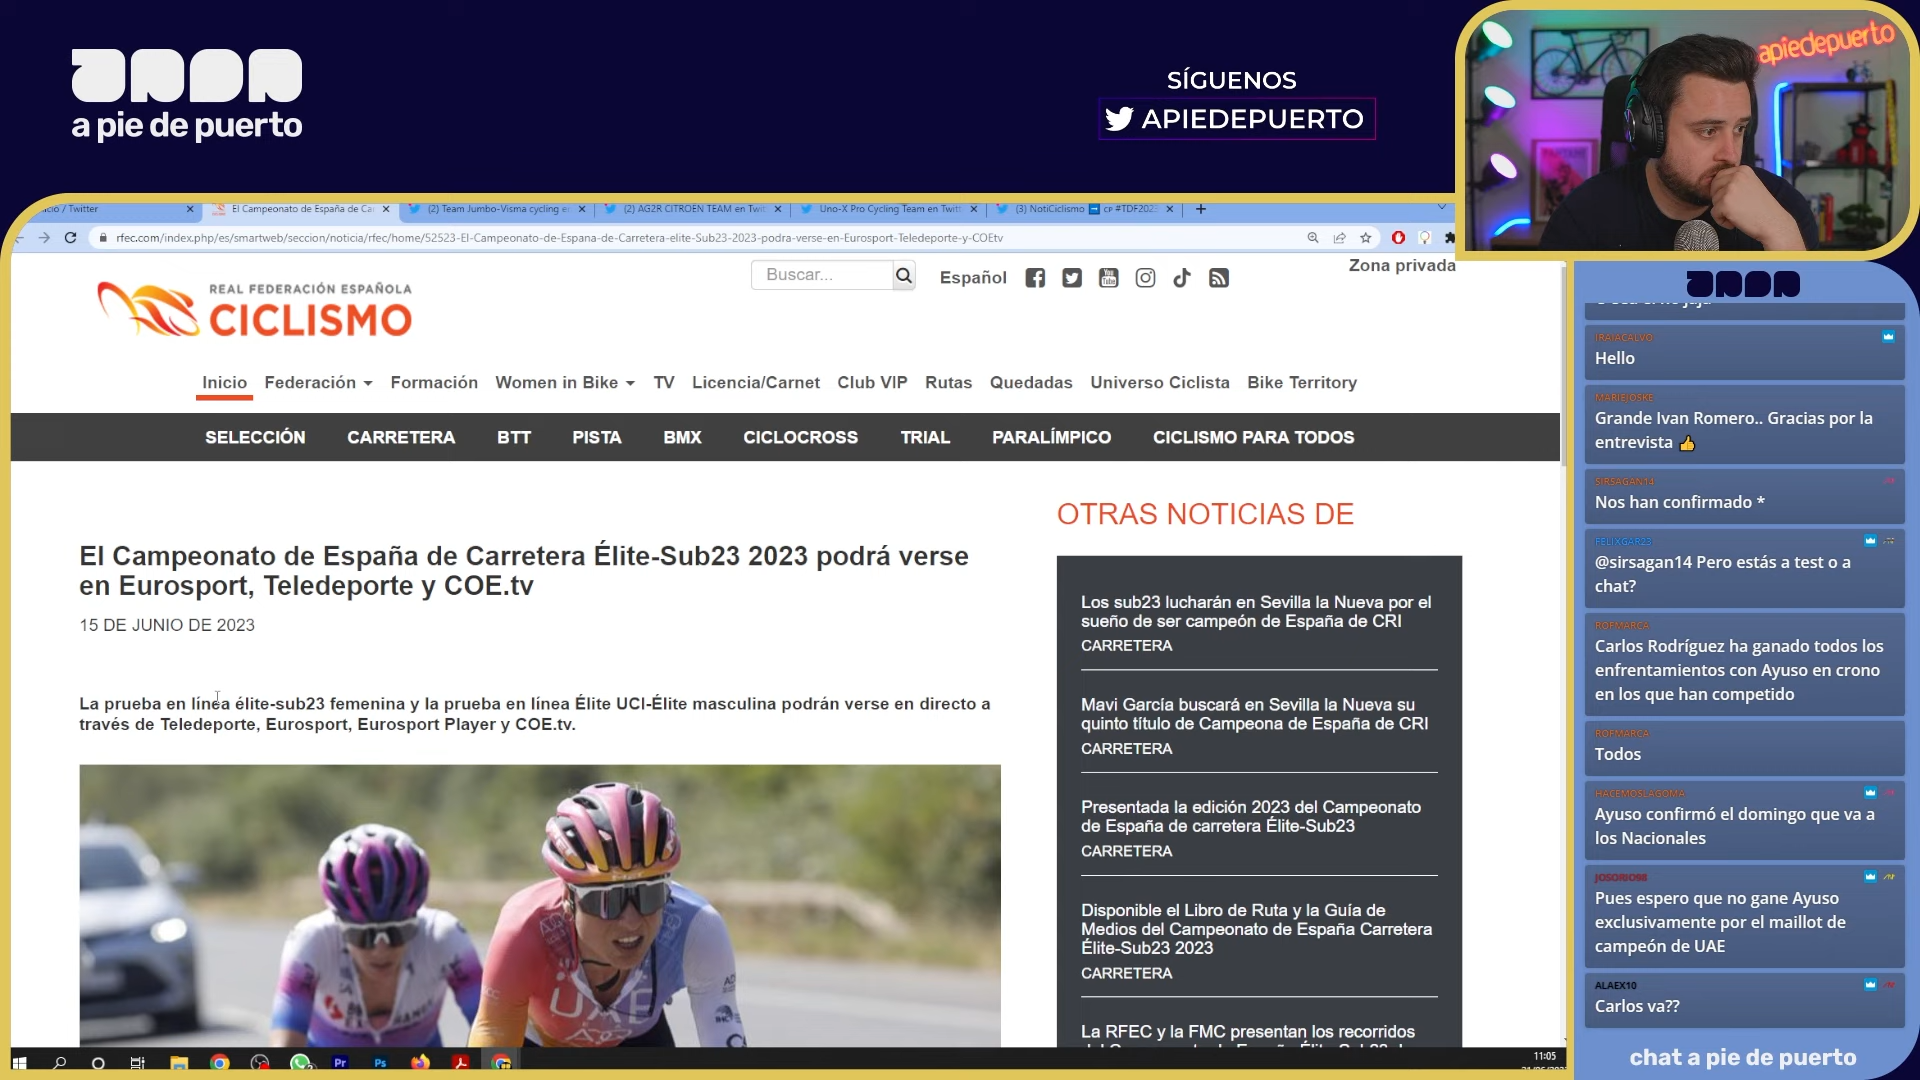 a pie de puerto
SÍGUENOS
APIEDEPUERTO
apiedepuerto
/ Twitter
El Campeonato de España de Ca
(2) Team Jumbo-Visma cycling
(2) AG2R CITROËN TEAM en Twit
Uno-X Pro Cycling Team en Twitt
(3) NotiCiclismo
rfec.com/index.php/es/smartweb/seccion/noticia/rfec/home/52523-El-Campeonato-de-Espana-de-Carretera-elite-Sub23-2023-podra-verse-en-Eurosport-Teledeporte-y-COEtv
REAL FEDERACIÓN ESPAÑOLA
CICLISMO
Buscar...
Español
Zona privada
Inicio Federación Formación Women in Bike TV Licencia/Carnet Club VIP Rutas Quedadas Universo Ciclista Bike Territory
SELECCIÓN CARRETERA BTT PISTA BMX CICLOCROSS TRIAL PARALÍMPICO CICLISMO PARA TODOS
El Campeonato de España de Carretera Élite-Sub23 2023 podrá verse
en Eurosport, Teledeporte y COE.tv
15 DE JUNIO DE 2023
La prueba en línea élite-sub23 femenina y la prueba en línea Élite UCI-Élite masculina podrán verse en directo a
través de Teledeporte, Eurosport, Eurosport Player y COE.tv.
UAE
OTRAS NOTICIAS DE
Los sub23 lucharán en Sevilla la Nueva por el
sueño de ser campeón de España de CRI
CARRETERA
Mavi García buscará en Sevilla la Nueva su
quinto título de Campeona de España de CRI
CARRETERA
Presentada la edición 2023 del Campeonato
de España de carretera Élite-Sub23
CARRETERA
Disponible el Libro de Ruta y la Guía de
Medios del Campeonato de España Carretera
Élite-Sub23 2023
CARRETERA
La RFEC y la FMC presentan los recorridos
11:05
IRAIACALVO
Hello
MARIEJOSKE
Grande Ivan Romero.. Gracias por la
entrevista 👍
SIRSAGAN14
Nos han confirmado *
FELIXGAR23
@sirsagan14 Pero estás a test o a
chat?
ROFMARCA
Carlos Rodríguez ha ganado todos los
enfrentamientos con Ayuso en crono
en los que han competido
ROFMARCA
Todos
HACEMOSLAGOMA
Ayuso confirmó el domingo que va a
los Nacionales
JOSORIO98
Pues espero que no gane Ayuso
exclusivamente por el maillot de
campeón de UAE
ALAEX10
Carlos va??
chat a pie de puerto